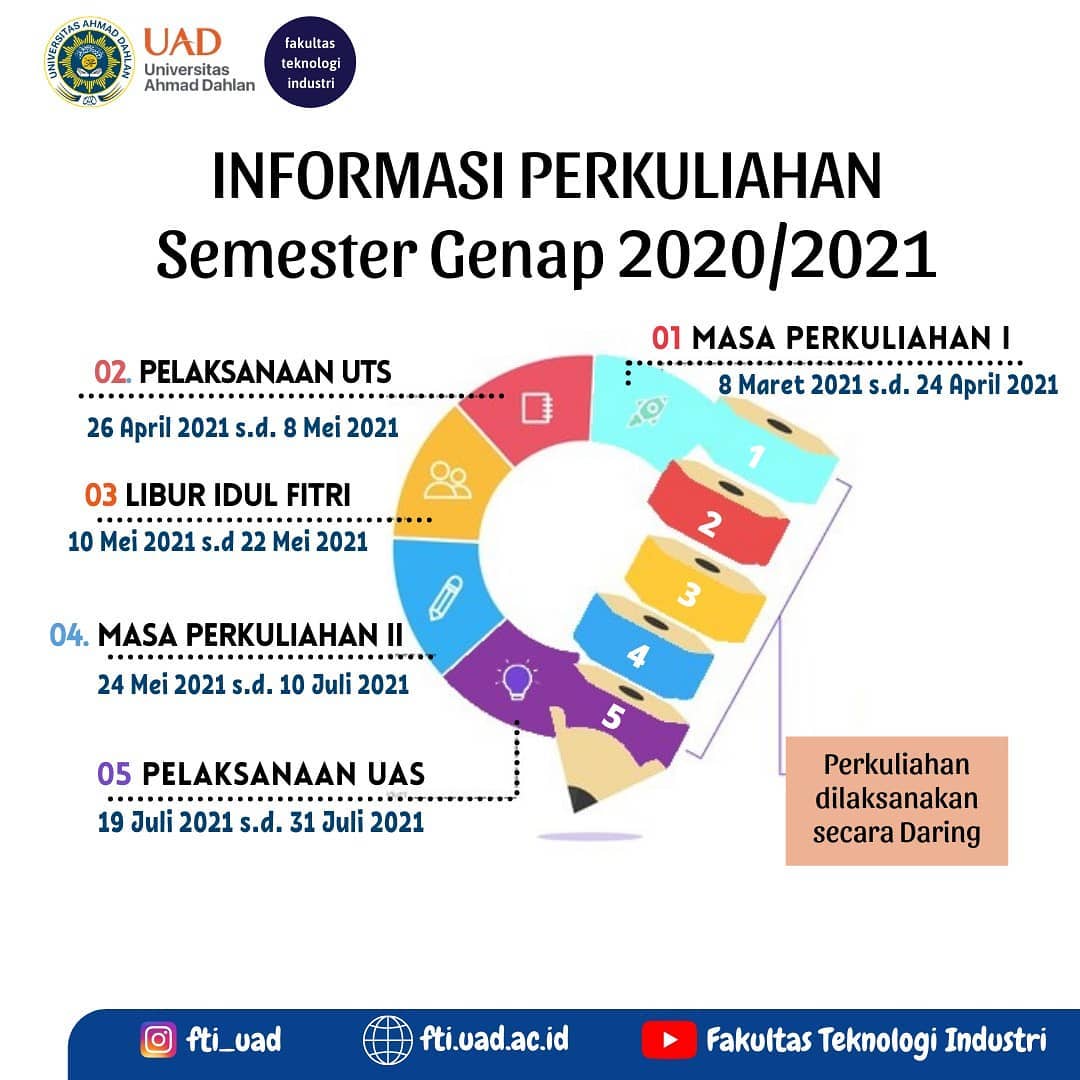 UNIVERSITAS AHMAD DAHLAN
UAD
Universitas
Ahmad Dahlan
fakultas
teknologi
industri
INFORMASI PERKULIAHAN
Semester Genap 2020/2021
01 MASA PERKULIAHAN I
8 Maret 2021 s.d. 24 April 2021
02. PELAKSANAAN UTS
26 April 2021 s.d. 8 Mei 2021
03 LIBUR IDUL FITRI
10 Mei 2021 s.d 22 Mei 2021
04. MASA PERKULIAHAN II
24 Mei 2021 s.d. 10 Juli 2021
05 PELAKSANAAN UAS
19 Juli 2021 s.d. 31 Juli 2021
1
2
3
4
5
Perkuliahan
dilaksanakan
secara Daring
fti_uad
fti.uad.ac.id
Fakultas Teknologi Industri